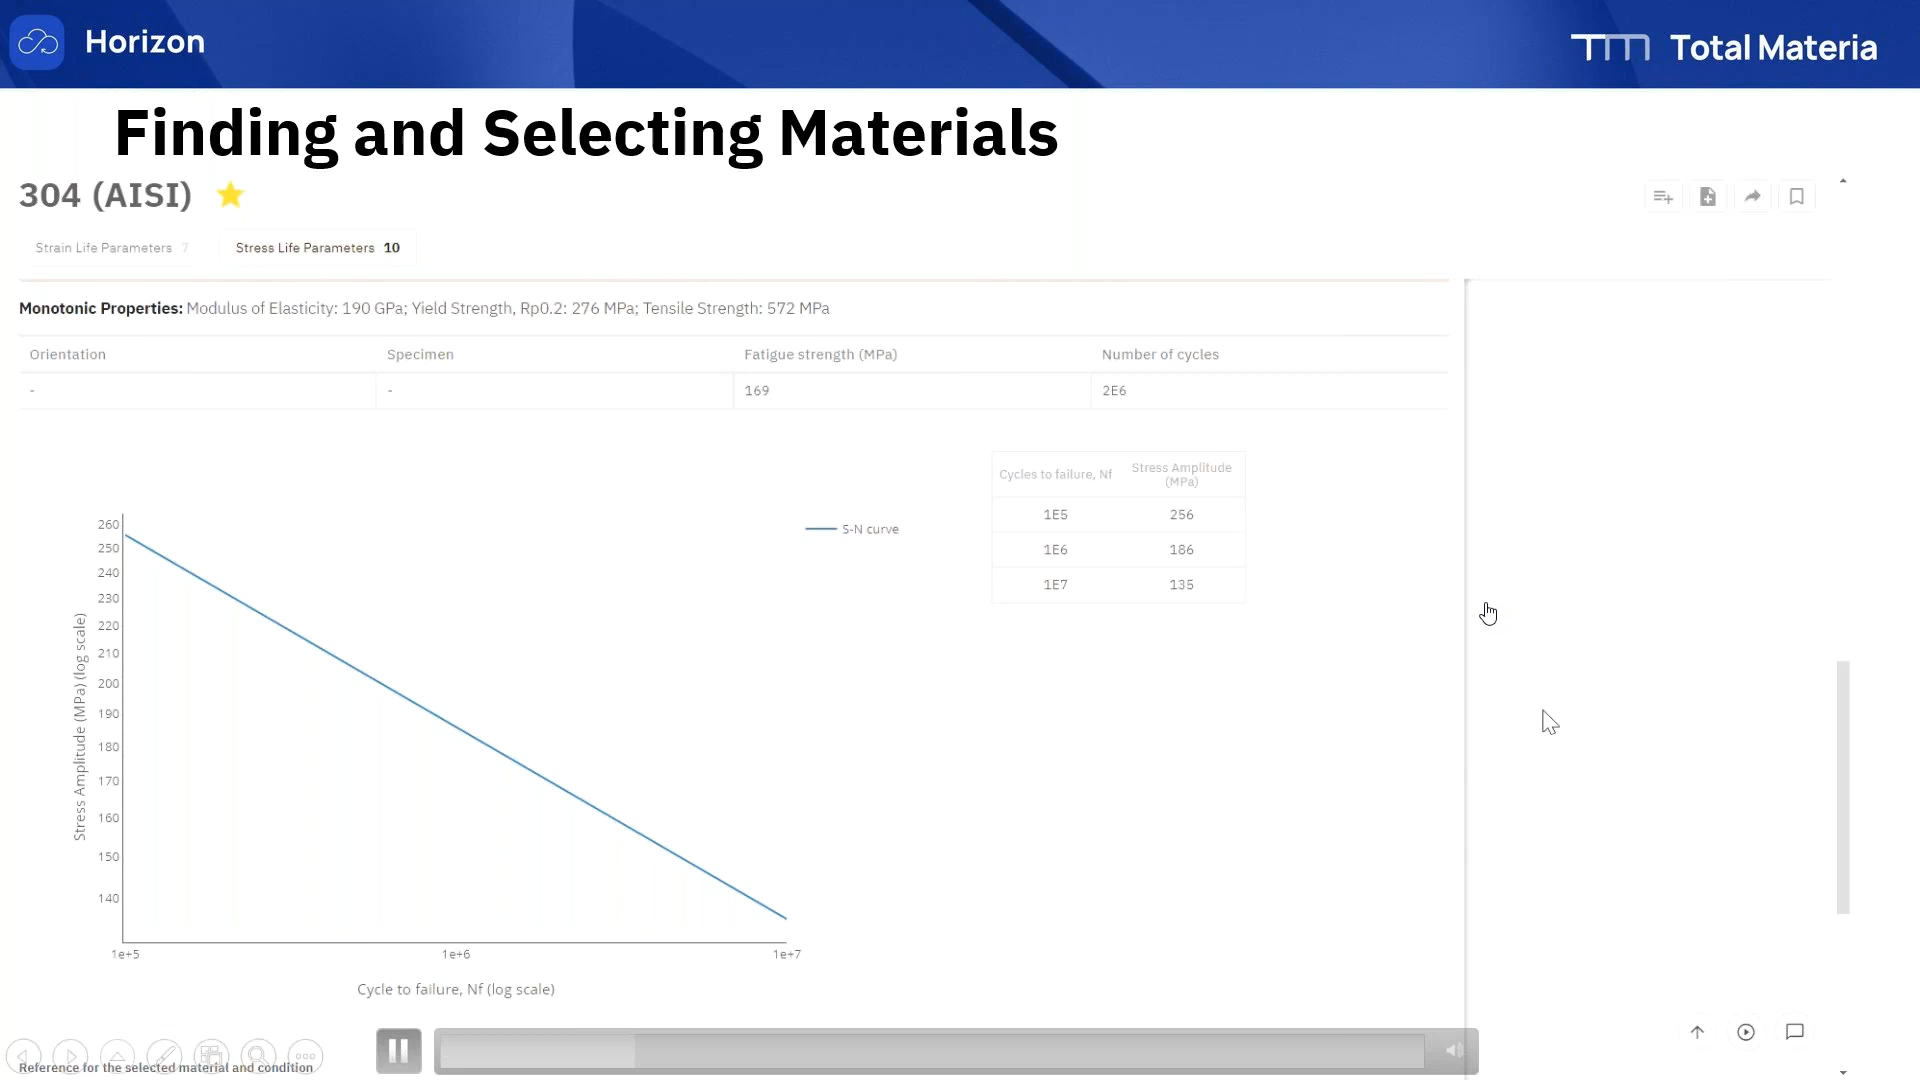 Horizon
TM Total Materia
Finding and Selecting Materials
304 (AISI)
Strain Life Parameters 7
Stress Life Parameters 10
Monotonic Properties: Modulus of Elasticity: 190 GPa; Yield Strength, Rp0.2: 276 MPa; Tensile Strength: 572 MPa
Orientation Specimen Fatigue strength (MPa) Number of cycles
- - 169 2E6
Cycles to failure, Nf Stress Amplitude (MPa)
1E5 256
1E6 186
1E7 135
S-N curve
Stress Amplitude (MPa) (log scale)
260
250
240
230
220
210
200
190
180
170
160
150
140
1e+5 1e+6 1e+7
Cycle to failure, Nf (log scale)
Reference for the selected material and condition